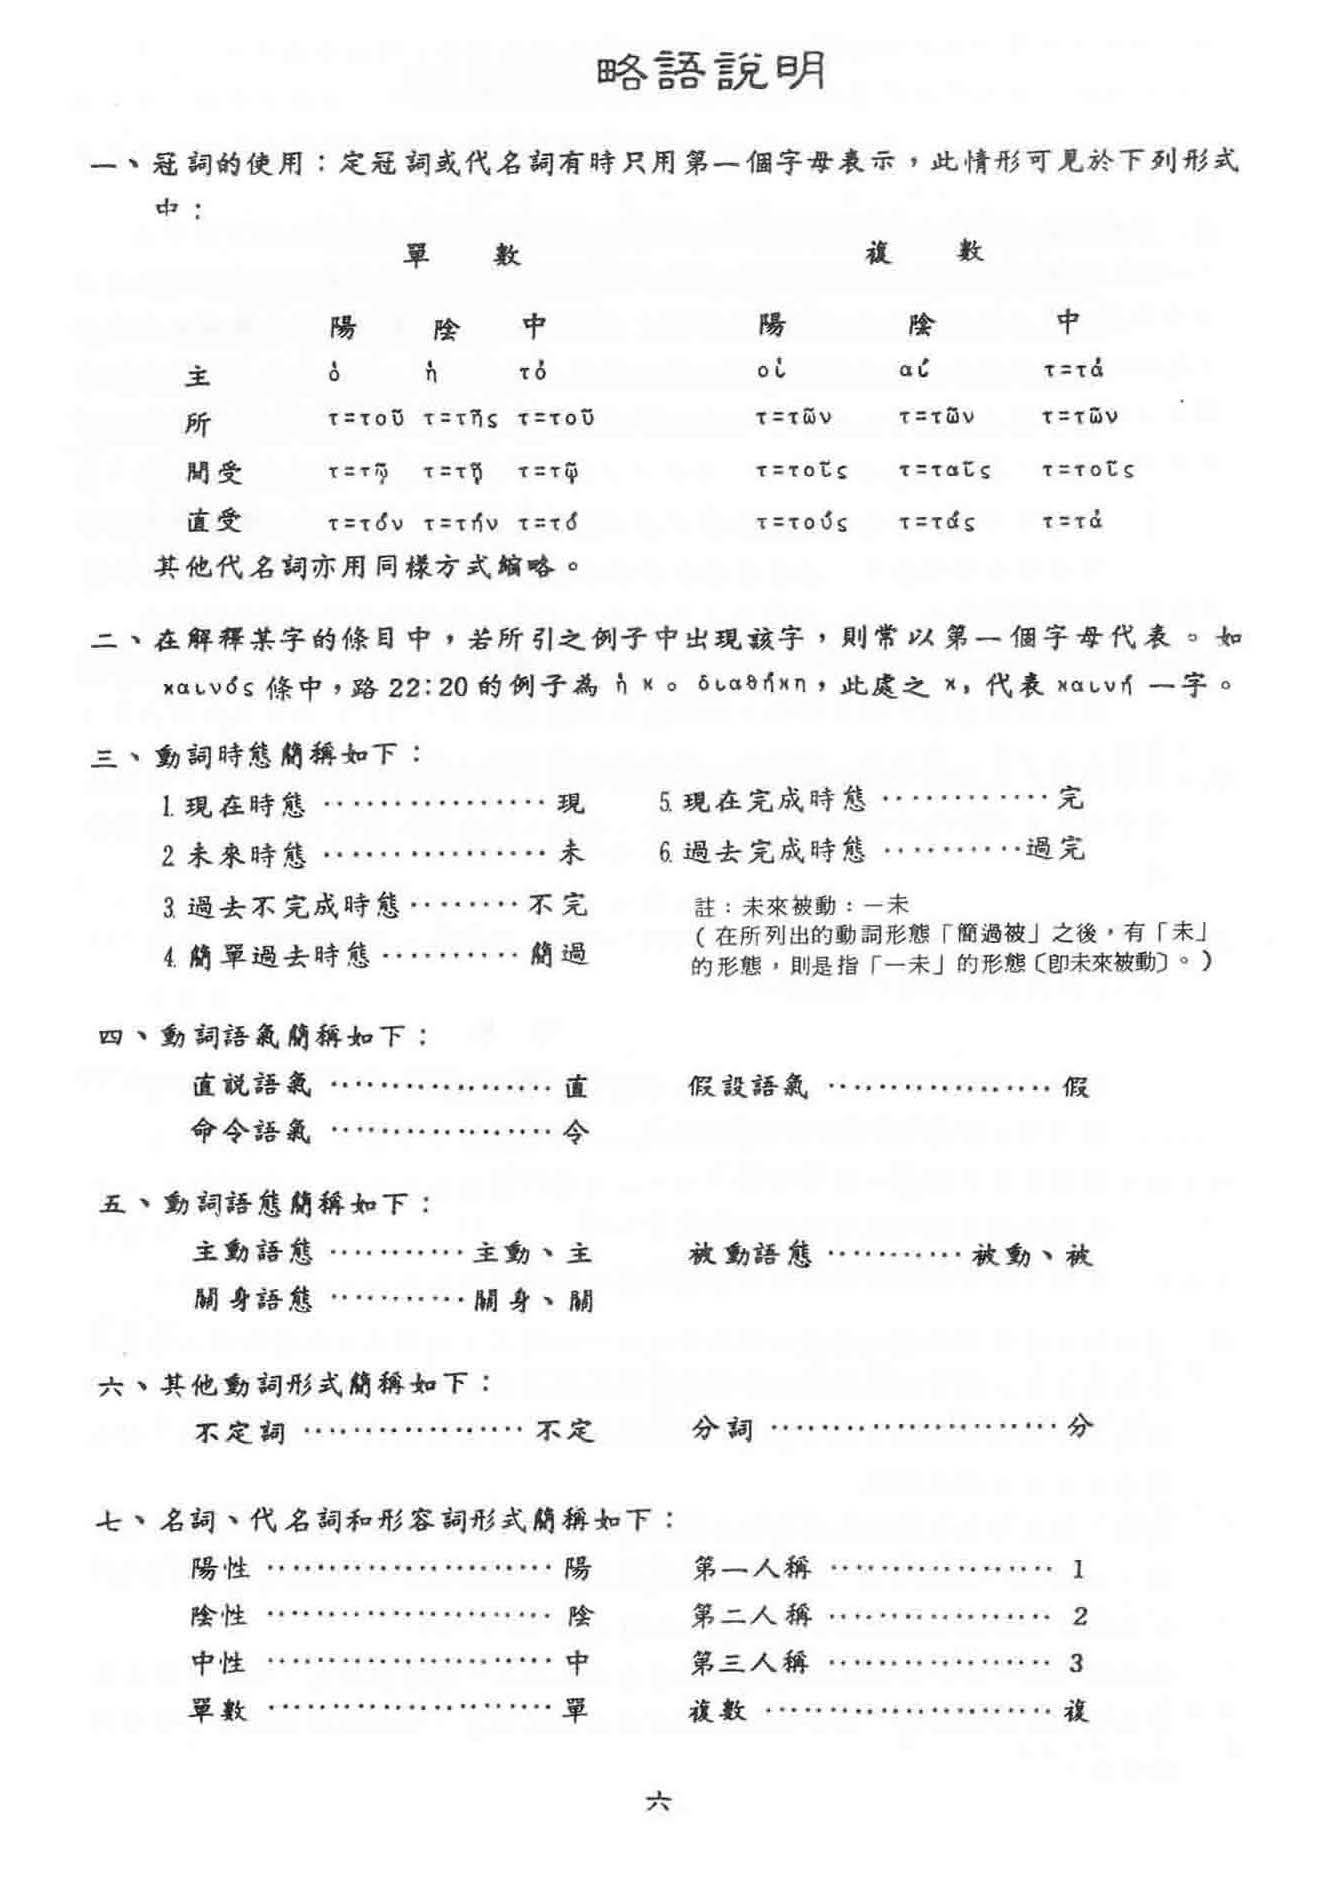 略語說明
一、冠詞的使用：定冠詞或代名詞有時只用第一個字母表示，此情形可見於下列形式
中：
單 數 複 數
陽 陰 中 陽 陰 中
主 ὁ ἡ τό οἱ αἱ τ=τά
所 τ=τοῦ τ=τῆς τ=τοῦ τ=τῶν τ=τῶν τ=τῶν
間受 τ=τῷ τ=τῇ τ=τῷ τ=τοῖς τ=ταῖς τ=τοῖς
直受 τ=τόν τ=τήν τ=τό τ=τούς τ=τάς τ=τά
其他代名詞亦用同樣方式縮略。
二、在解釋某字的條目中，若所引之例子中出現該字，則常以第一個字母代表。如
καινός 條中，路 22:20 的例子為 ἡ κ。διαθήκη，此處之 κ, 代表 καινή 一字。
三、動詞時態簡稱如下：
1. 現在時態 ………………… 現 5. 現在完成時態 …………… 完
2 未來時態 ………………… 未 6. 過去完成時態 ………… 過完
3. 過去不完成時態 ……… 不完 註：未來被動：一未
（在所列出的動詞形態「簡過被」之後，有「未」
4. 簡單過去時態 ………… 簡過 的形態，則是指「一未」的形態〔即未來被動〕。）
四、動詞語氣簡稱如下：
直説語氣 ………………… 直 假設語氣 ………………… 假
命令語氣 ………………… 令
五、動詞語態簡稱如下：
主動語態 ………… 主動、主 被動語態 ………… 被動、被
關身語態 ………… 關身、關
六、其他動詞形式簡稱如下：
不定詞 ………………… 不定 分詞 ……………………… 分
七、名詞、代名詞和形容詞形式簡稱如下：
陽性 ……………………… 陽 第一人稱 ………………… 1
陰性 ……………………… 陰 第二人稱 ………………… 2
中性 ……………………… 中 第三人稱 ………………… 3
單數 ……………………… 單 複數 ……………………… 複
六